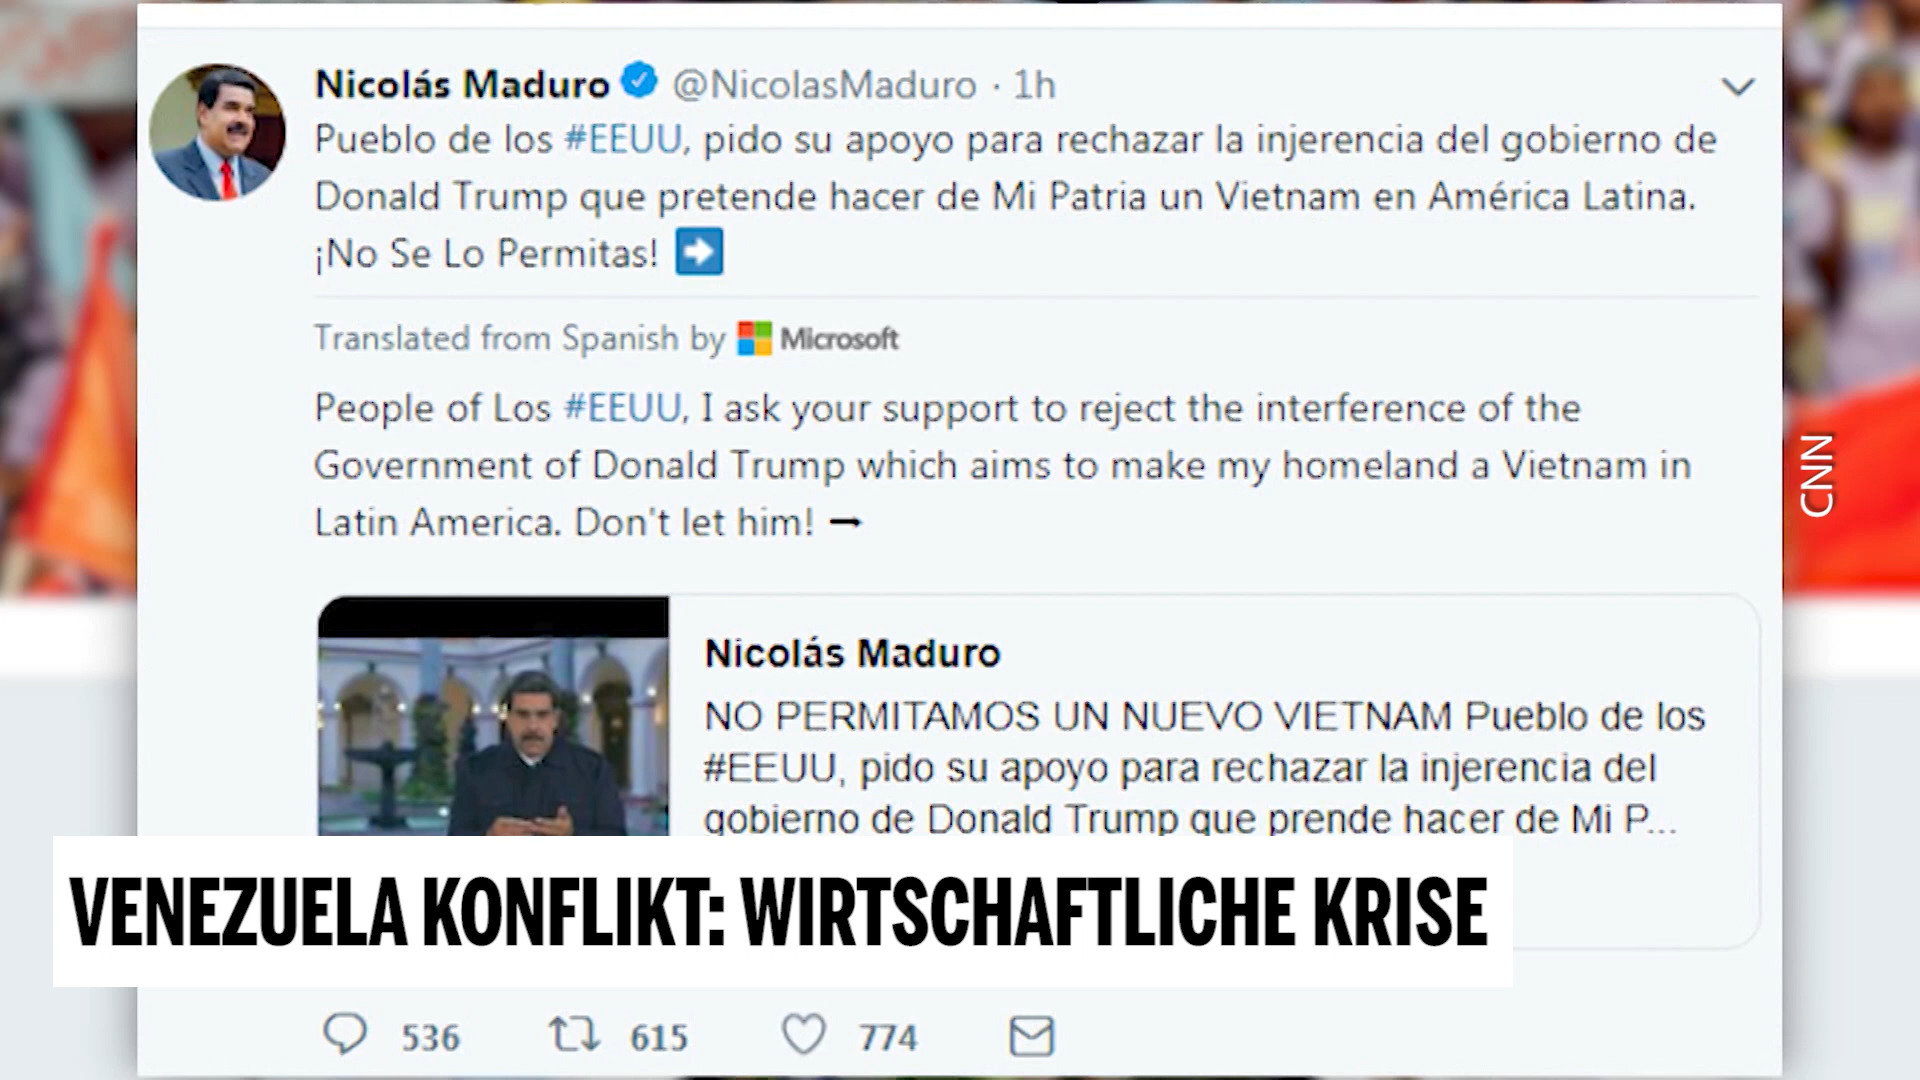 Nicolás Maduro @NicolasMaduro · 1h
Pueblo de los #EEUU, pido su apoyo para rechazar la injerencia del gobierno de
Donald Trump que pretende hacer de Mi Patria un Vietnam en América Latina.
¡No Se Lo Permitas! ➡
Translated from Spanish by Microsoft
People of Los #EEUU, I ask your support to reject the interference of the
Government of Donald Trump which aims to make my homeland a Vietnam in
Latin America. Don't let him! →
Nicolás Maduro
NO PERMITAMOS UN NUEVO VIETNAM Pueblo de los
#EEUU, pido su apoyo para rechazar la injerencia del
gobierno de Donald Trump que prende hacer de Mi P...
VENEZUELA KONFLIKT: WIRTSCHAFTLICHE KRISE
536 615 774
CNN